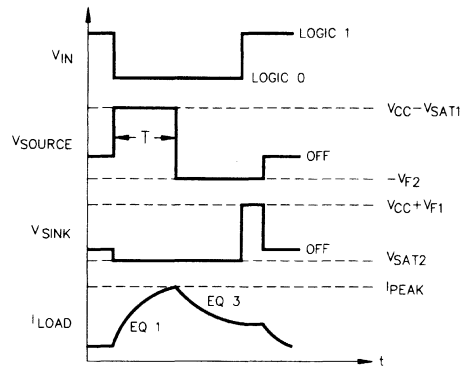 LOGIC 1
VIN
LOGIC 0
VCC−VSAT1
VSOURCE
T
OFF
−VF2
VCC+VF1
VSINK
OFF
VSAT2
IPEAK
EQ 3
ILOAD
EQ 1
t